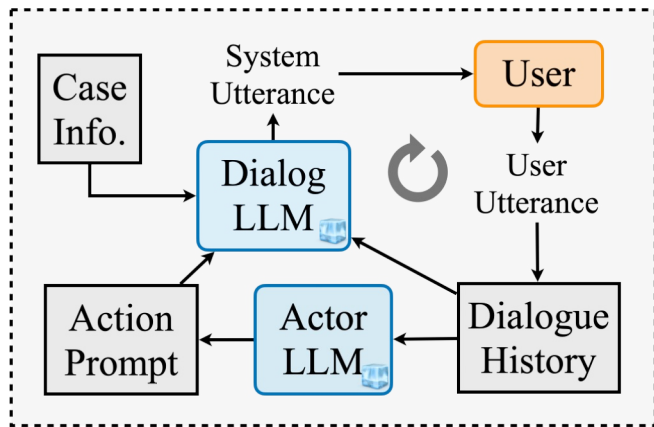 Case
Info.
System
Utterance
User
Dialog
LLM
User
Utterance
Action
Prompt
Actor
LLM
Dialogue
History